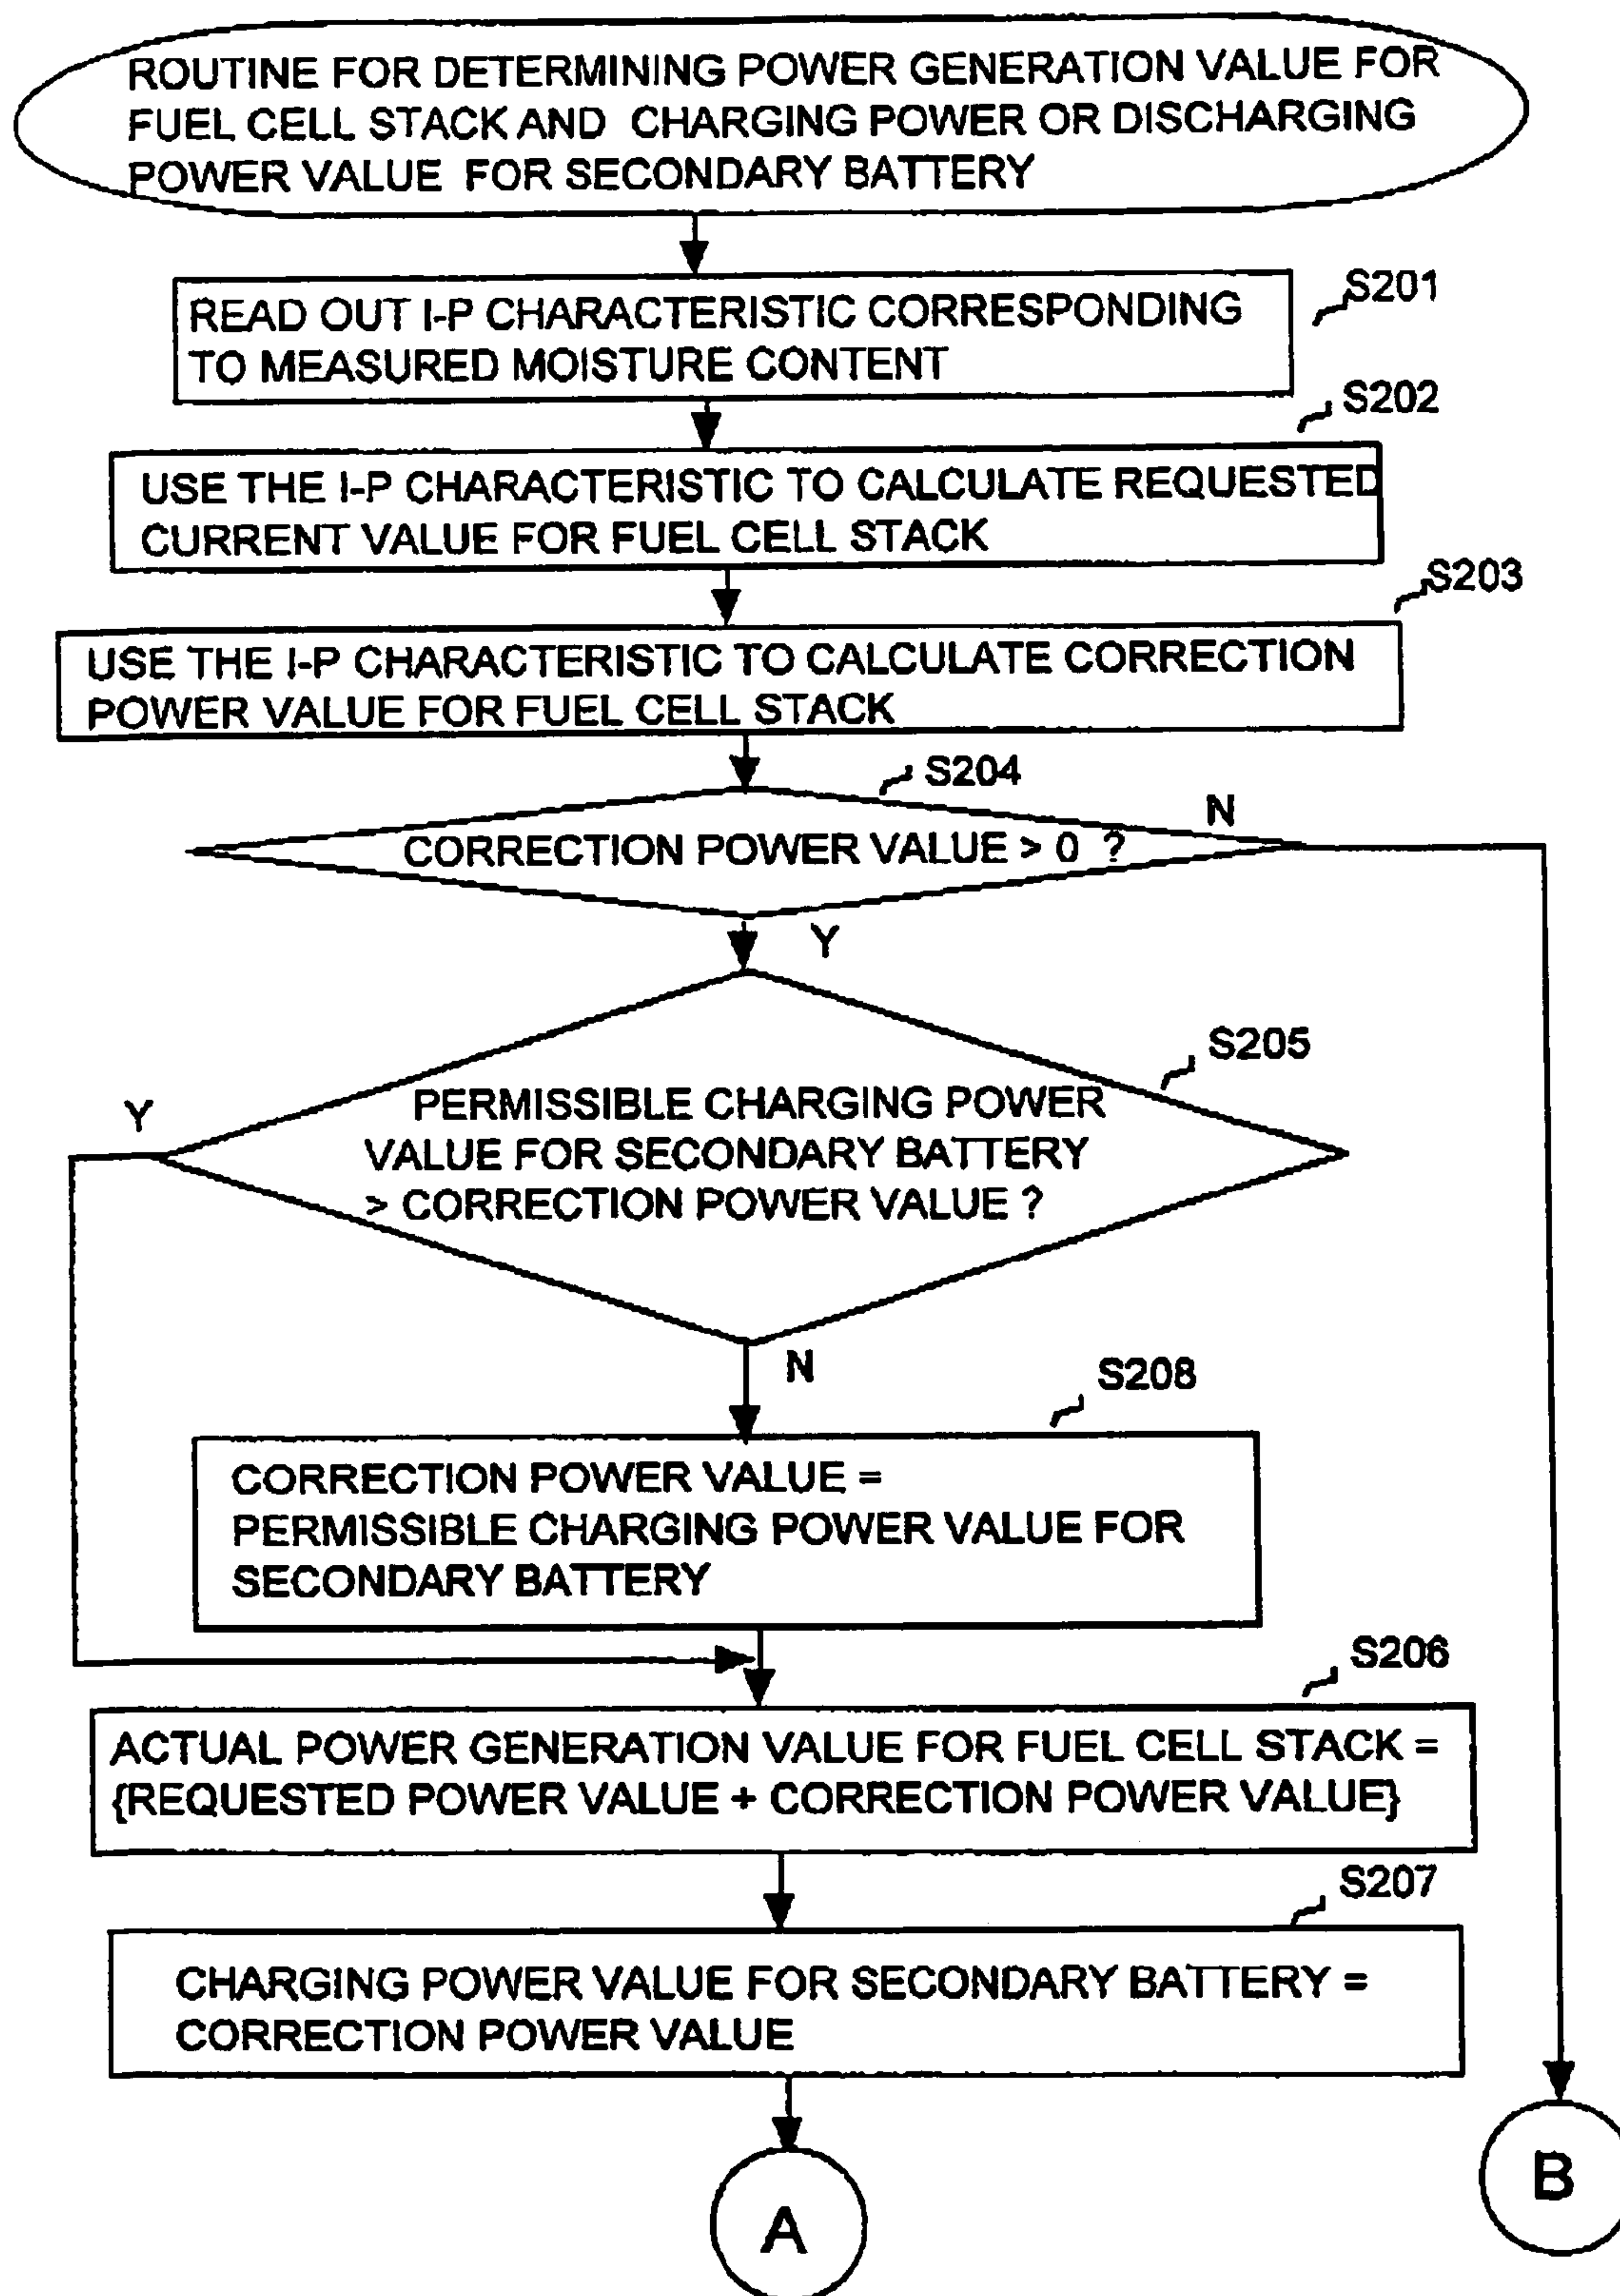 ROUTINE FOR DETERMINING POWER GENERATION VALUE FOR
FUEL CELL STACK AND CHARGING POWER OR DISCHARGING
POWER VALUE FOR SECONDARY BATTERY
S201
READ OUT I-P CHARACTERISTIC CORRESPONDING
TO MEASURED MOISTURE CONTENT
S202
USE THE I-P CHARACTERISTIC TO CALCULATE REQUESTED
CURRENT VALUE FOR FUEL CELL STACK
S203
USE THE I-P CHARACTERISTIC TO CALCULATE CORRECTION
POWER VALUE FOR FUEL CELL STACK
S204
N
CORRECTION POWER VALUE > 0 ?
Y
S205
Y
PERMISSIBLE CHARGING POWER
VALUE FOR SECONDARY BATTERY
> CORRECTION POWER VALUE ?
N
S208
CORRECTION POWER VALUE =
PERMISSIBLE CHARGING POWER VALUE FOR
SECONDARY BATTERY
S206
ACTUAL POWER GENERATION VALUE FOR FUEL CELL STACK =
{REQUESTED POWER VALUE + CORRECTION POWER VALUE}
S207
CHARGING POWER VALUE FOR SECONDARY BATTERY =
CORRECTION POWER VALUE
B
A